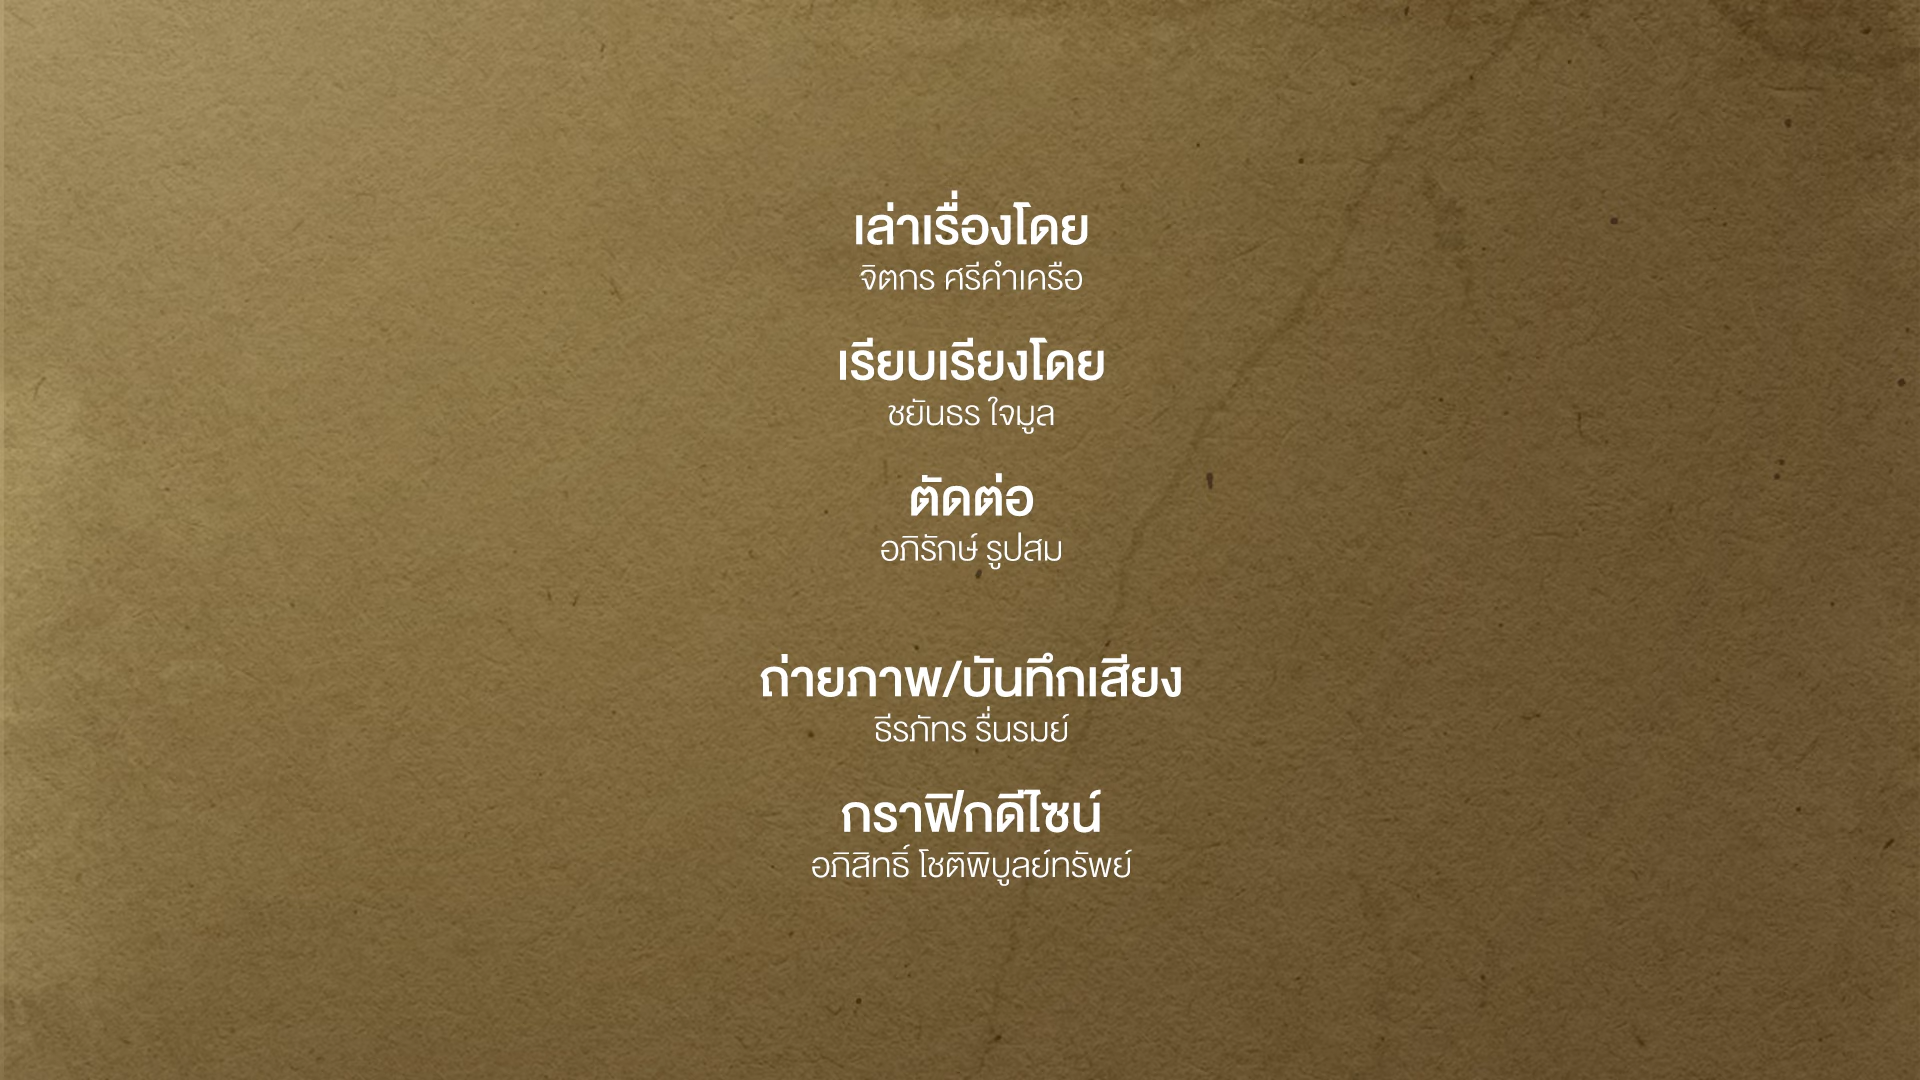 เล่าเรื่องโดย
จิตกร ศรีคำเครือ
เรียบเรียงโดย
ชยันธร ใจมูล
ตัดต่อ
อภิรักษ์ รูปสม
ถ่ายภาพ/บันทึกเสียง
ธีรภัทร รื่นรมย์
กราฟิกดีไซน์
อภิสิทธิ์ โชติพิบูลย์ทรัพย์